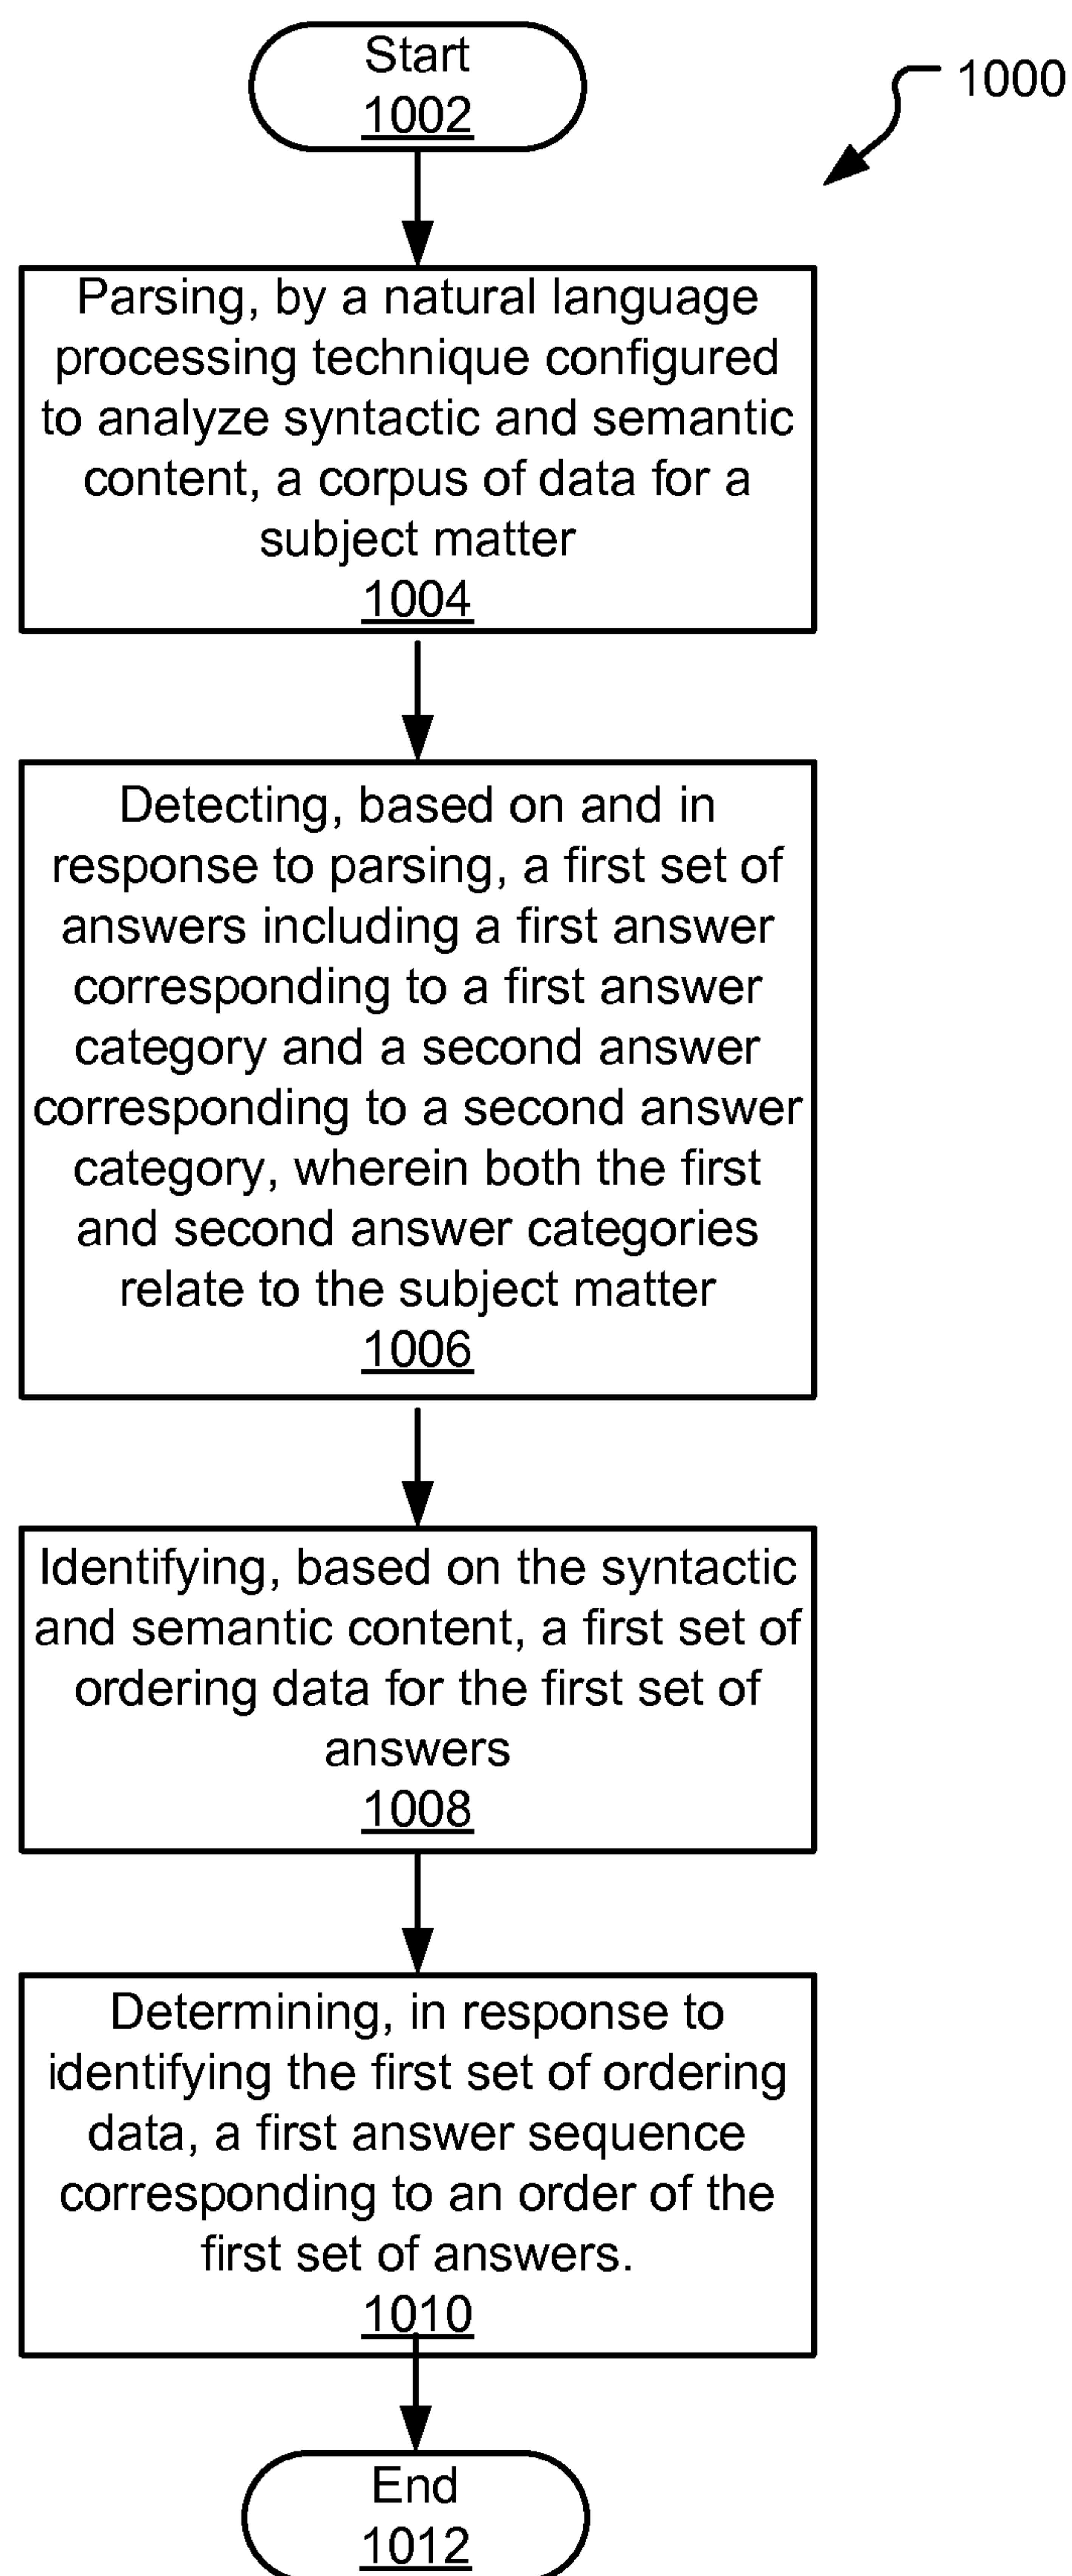 Start
1002
1000
Parsing, by a natural language
processing technique configured
to analyze syntactic and semantic
content, a corpus of data for a
subject matter
1004
Detecting, based on and in
response to parsing, a first set of
answers including a first answer
corresponding to a first answer
category and a second answer
corresponding to a second answer
category, wherein both the first
and second answer categories
relate to the subject matter
1006
Identifying, based on the syntactic
and semantic content, a first set of
ordering data for the first set of
answers
1008
Determining, in response to
identifying the first set of ordering
data, a first answer sequence
corresponding to an order of the
first set of answers.
1010
End
1012